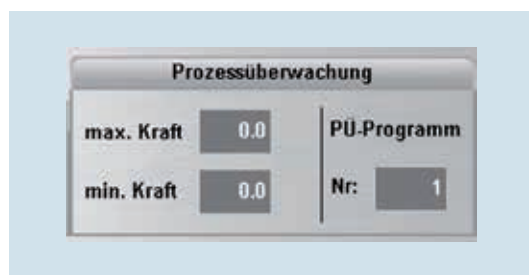 Prozessüberwachung
max. Kraft 0.0
PÜ-Programm
min. Kraft 0.0
Nr: 1